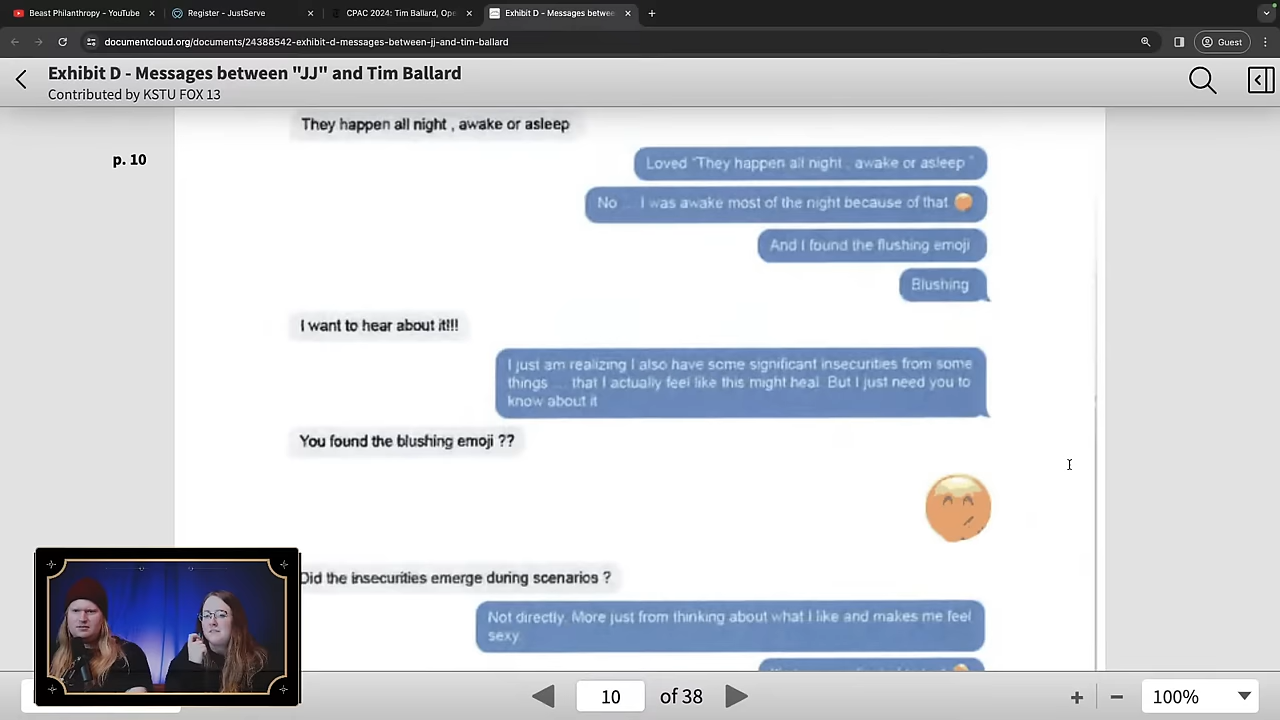 Beast Philanthropy - YouTube
Register - JustServe
CPAC 2024: Tim Ballard, Ope
Exhibit D - Messages betwee
documentcloud.org/documents/24388542-exhibit-d-messages-between-jj-and-tim-ballard
Guest
Exhibit D - Messages between "JJ" and Tim Ballard
Contributed by KSTU FOX 13
They happen all night , awake or asleep
p. 10
Loved "They happen all night , awake or asleep "
No ... I was awake most of the night because of that
And I found the flushing emoji
Blushing
I want to hear about it!!!
I just am realizing I also have some significant insecurities from some
things ... that I actually feel like this might heal. But I just need you to
know about it
You found the blushing emoji ??
Did the insecurities emerge during scenarios ?
Not directly. More just from thinking about what I like and makes me feel
sexy.
10 of 38
100%